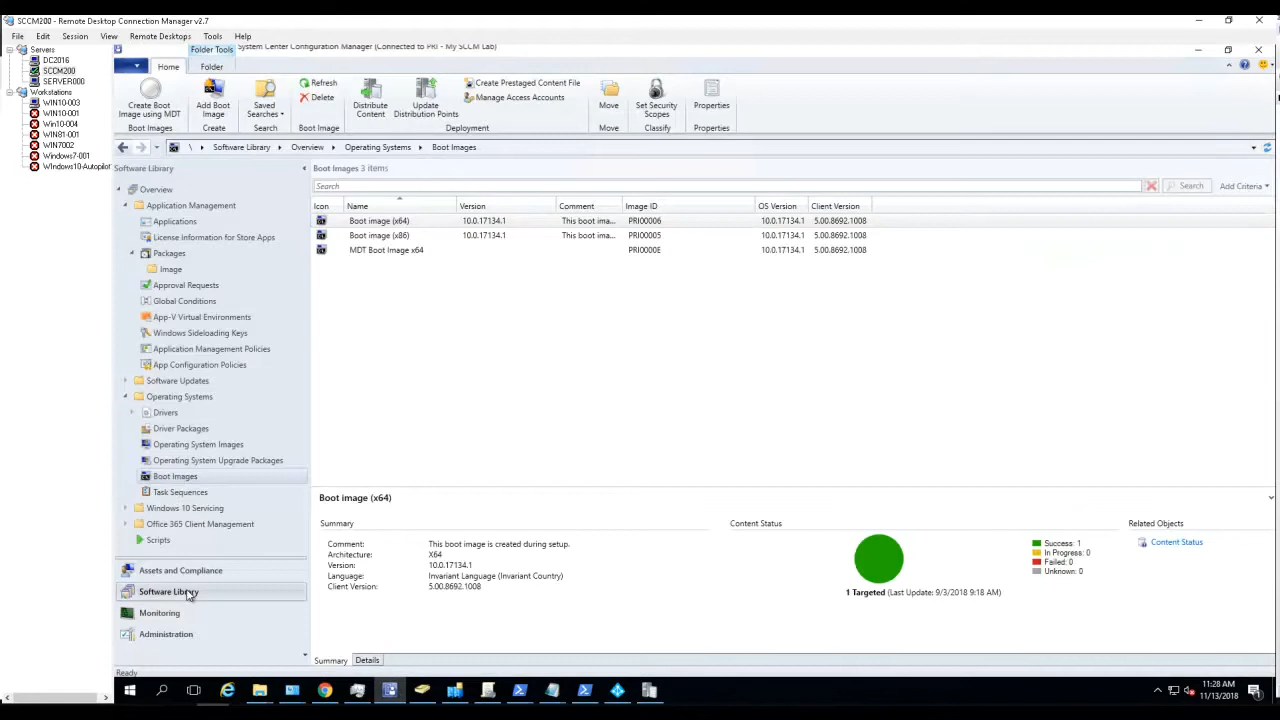 SCCM200 - Remote Desktop Connection Manager v2.7
File Edit Session View Remote Desktops Tools Help
Servers
DC2016
SCCM200
SERVER000
Workstations
WIN10-003
WIN10-001
Win10-004
WIN81-001
WIN7002
Windows7-001
Windows10-Autopilot
Folder Tools
System Center Configuration Manager (Connected to PRI - My SCCM Lab)
Home Folder
Create Boot Image using MDT
Boot Images
Add Boot Image
Create
Saved Searches
Search
Refresh
Delete
Boot Image
Distribute Content
Update Distribution Points
Create Prestaged Content File
Manage Access Accounts
Deployment
Move
Move
Set Security Scopes
Classify
Properties
Properties
\ Software Library Overview Operating Systems Boot Images
Software Library
Overview
Application Management
Applications
License Information for Store Apps
Packages
Image
Approval Requests
Global Conditions
App-V Virtual Environments
Windows Sideloading Keys
Application Management Policies
App Configuration Policies
Software Updates
Operating Systems
Drivers
Driver Packages
Operating System Images
Operating System Upgrade Packages
Boot Images
Task Sequences
Windows 10 Servicing
Office 365 Client Management
Scripts
Assets and Compliance
Software Library
Monitoring
Administration
Boot Images 3 items
Search Search Add Criteria
Icon Name Version Comment Image ID OS Version Client Version
Boot image (x64) 10.0.17134.1 This boot ima... PRI00006 10.0.17134.1 5.00.8692.1008
Boot image (x86) 10.0.17134.1 This boot ima... PRI00005 10.0.17134.1 5.00.8692.1008
MDT Boot Image x64 PRI0000E 10.0.17134.1 5.00.8692.1008
Boot image (x64)
Summary
Comment: This boot image is created during setup.
Architecture: X64
Version: 10.0.17134.1
Language: Invariant Language (Invariant Country)
Client Version: 5.00.8692.1008
Content Status
Success: 1
In Progress: 0
Failed: 0
Unknown: 0
1 Targeted (Last Update: 9/3/2018 9:18 AM)
Related Objects
Content Status
Summary Details
Ready
11:28 AM
11/13/2018